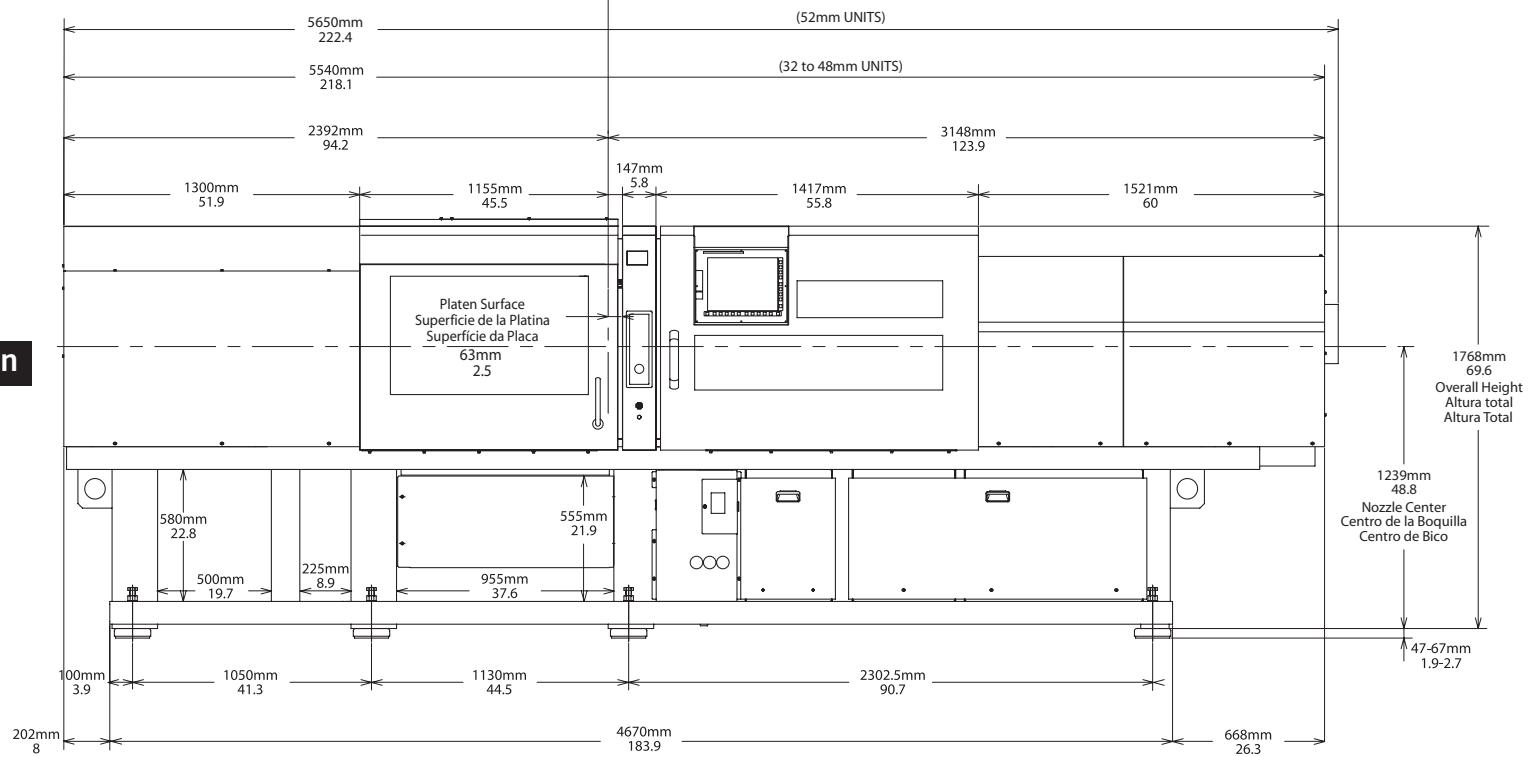 5650mm
222.4
(52mm UNITS)
5540mm
218.1
(32 to 48mm UNITS)
2392mm
94.2
3148mm
123.9
1300mm
51.9
1155mm
45.5
147mm
5.8
1417mm
55.8
1521mm
60
Platen Surface
Superficie de la Platina
Superfície da Placa
63mm
2.5
n
1768mm
69.6
Overall Height
Altura total
Altura Total
1239mm
48.8
Nozzle Center
Centro de la Boquilla
Centro de Bico
580mm
22.8
555mm
21.9
500mm
19.7
225mm
8.9
955mm
37.6
47-67mm
1.9-2.7
100mm
3.9
1050mm
41.3
1130mm
44.5
2302.5mm
90.7
202mm
8
4670mm
183.9
668mm
26.3